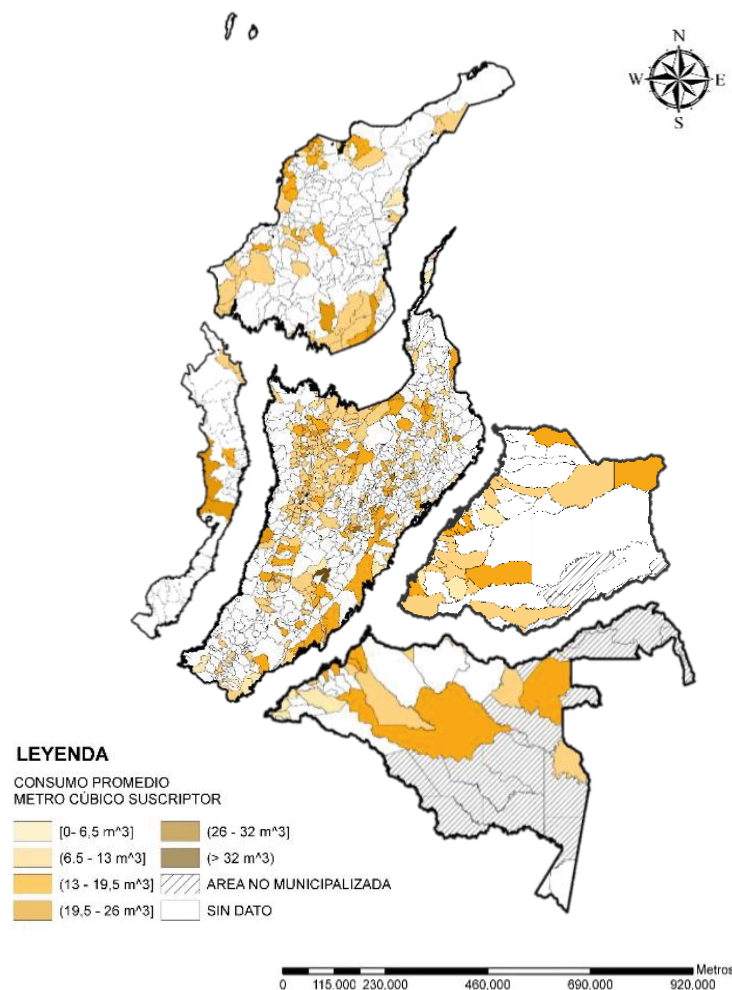 N
W E
S
LEYENDA
CONSUMO PROMEDIO
METRO CÚBICO SUSCRIPTOR
[0- 6,5 m^3] (26 - 32 m^3]
(6.5 - 13 m^3] (> 32 m^3)
(13 - 19,5 m^3] AREA NO MUNICIPALIZADA
(19,5 - 26 m^3] SIN DATO
Metros
0 115.000 230.000 460.000 690.000 920.000